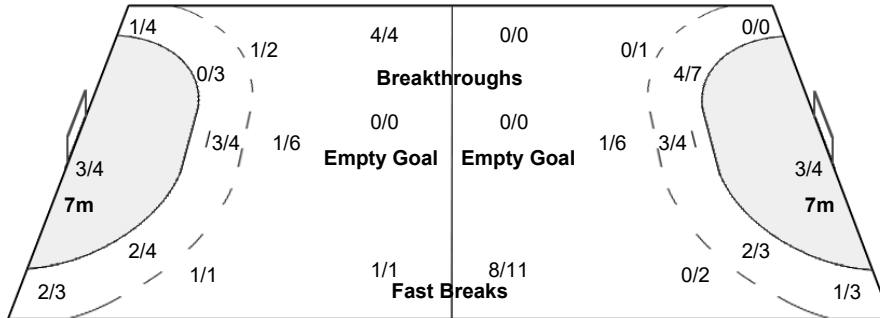 1/4 4/4 0/0 0/0
1/2 0/1
0/3 Breakthroughs 4/7
0/0 0/0
3/4 1/6 1/6 3/4
Empty Goal Empty Goal
3/4 3/4
7m 7m
2/4 2/3
1/1 1/1 8/11 0/2
2/3 Fast Breaks 1/3